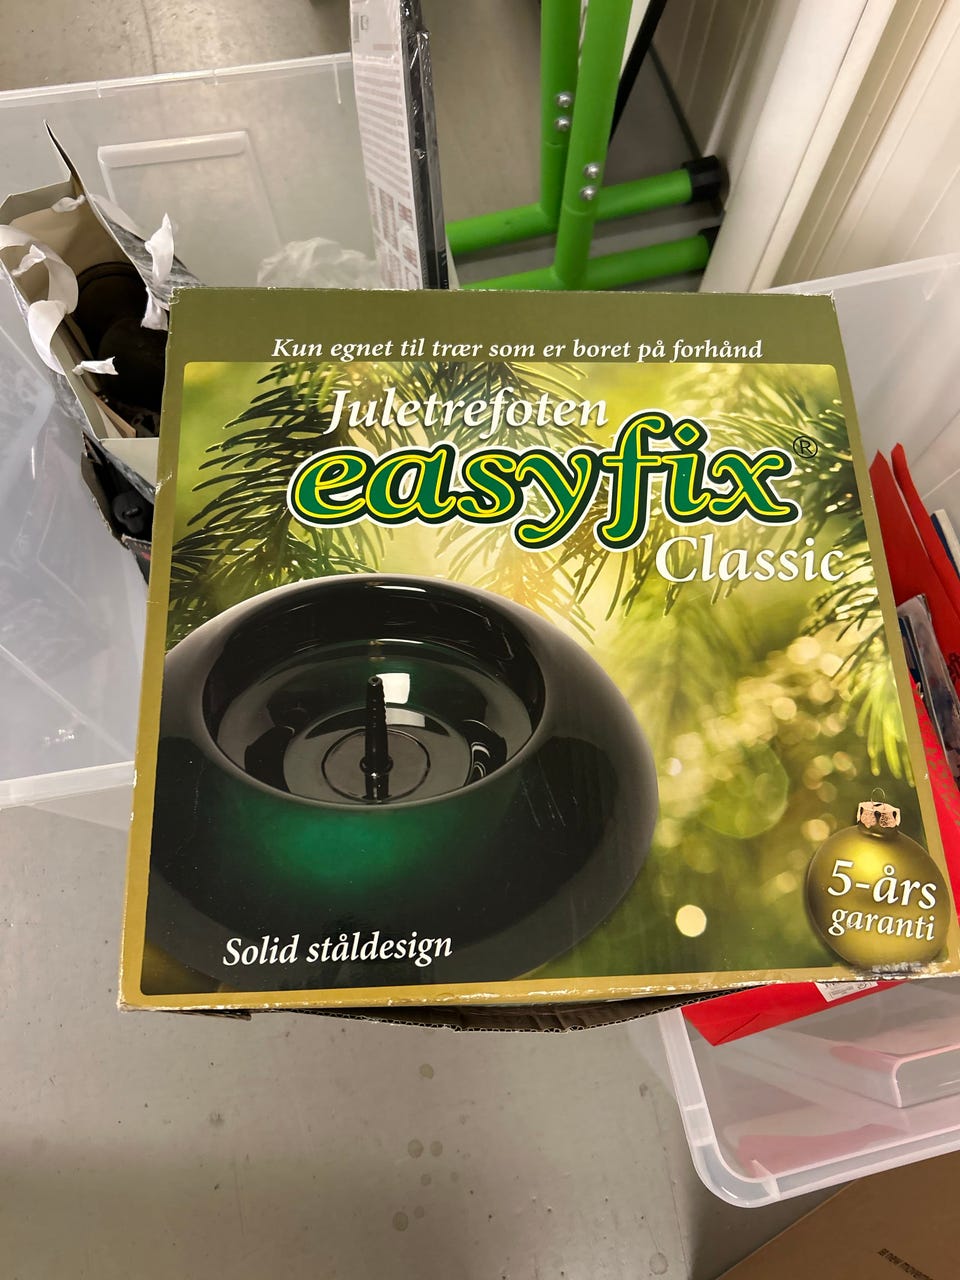 Kun egnet til trær som er boret på forhånd
Juletrefoten
easyfix®
Classic
5-års
garanti
Solid ståldesign